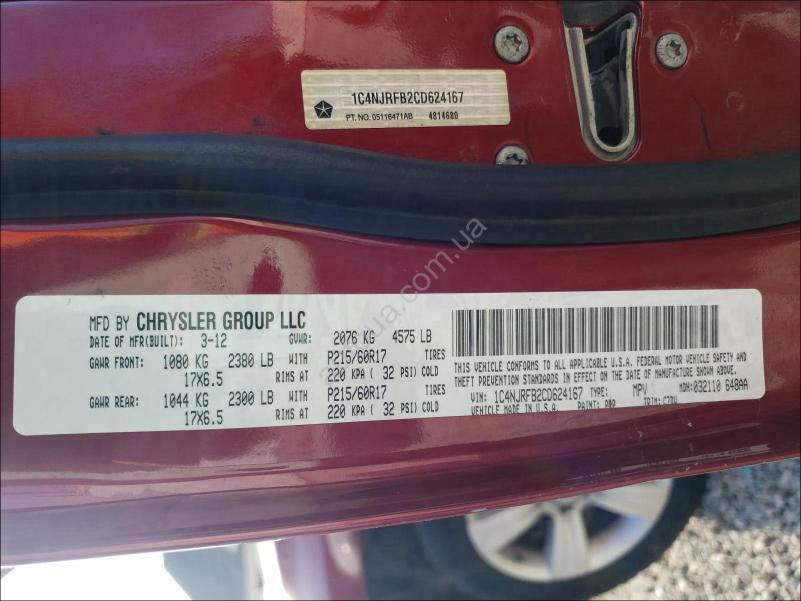 1C4NJRFB2CD624167
PT. NO. 05116471AB 4814680
MFD BY CHRYSLER GROUP LLC
DATE OF MFR(BUILT): 3-12 GVWR: 2076 KG 4575 LB
GAWR FRONT: 1080 KG 2380 LB WITH P215/60R17 TIRES
17X6.5 RIMS AT 220 KPA ( 32 PSI) COLD
GAWR REAR: 1044 KG 2300 LB WITH P215/60R17 TIRES
17X6.5 RIMS AT 220 KPA ( 32 PSI) COLD
THIS VEHICLE CONFORMS TO ALL APPLICABLE U.S.A. FEDERAL MOTOR VEHICLE SAFETY
THEFT PREVENTION STANDARDS IN EFFECT ON THE DATE OF MANUFACTURE SHOWN ABOVE.
VIN: 1C4NJRFB2CD624167 TYPE: MPV MDH: 032110 648AA
VEHICLE MADE IN U.S.A. PAINT: TRIM:
.com.ua